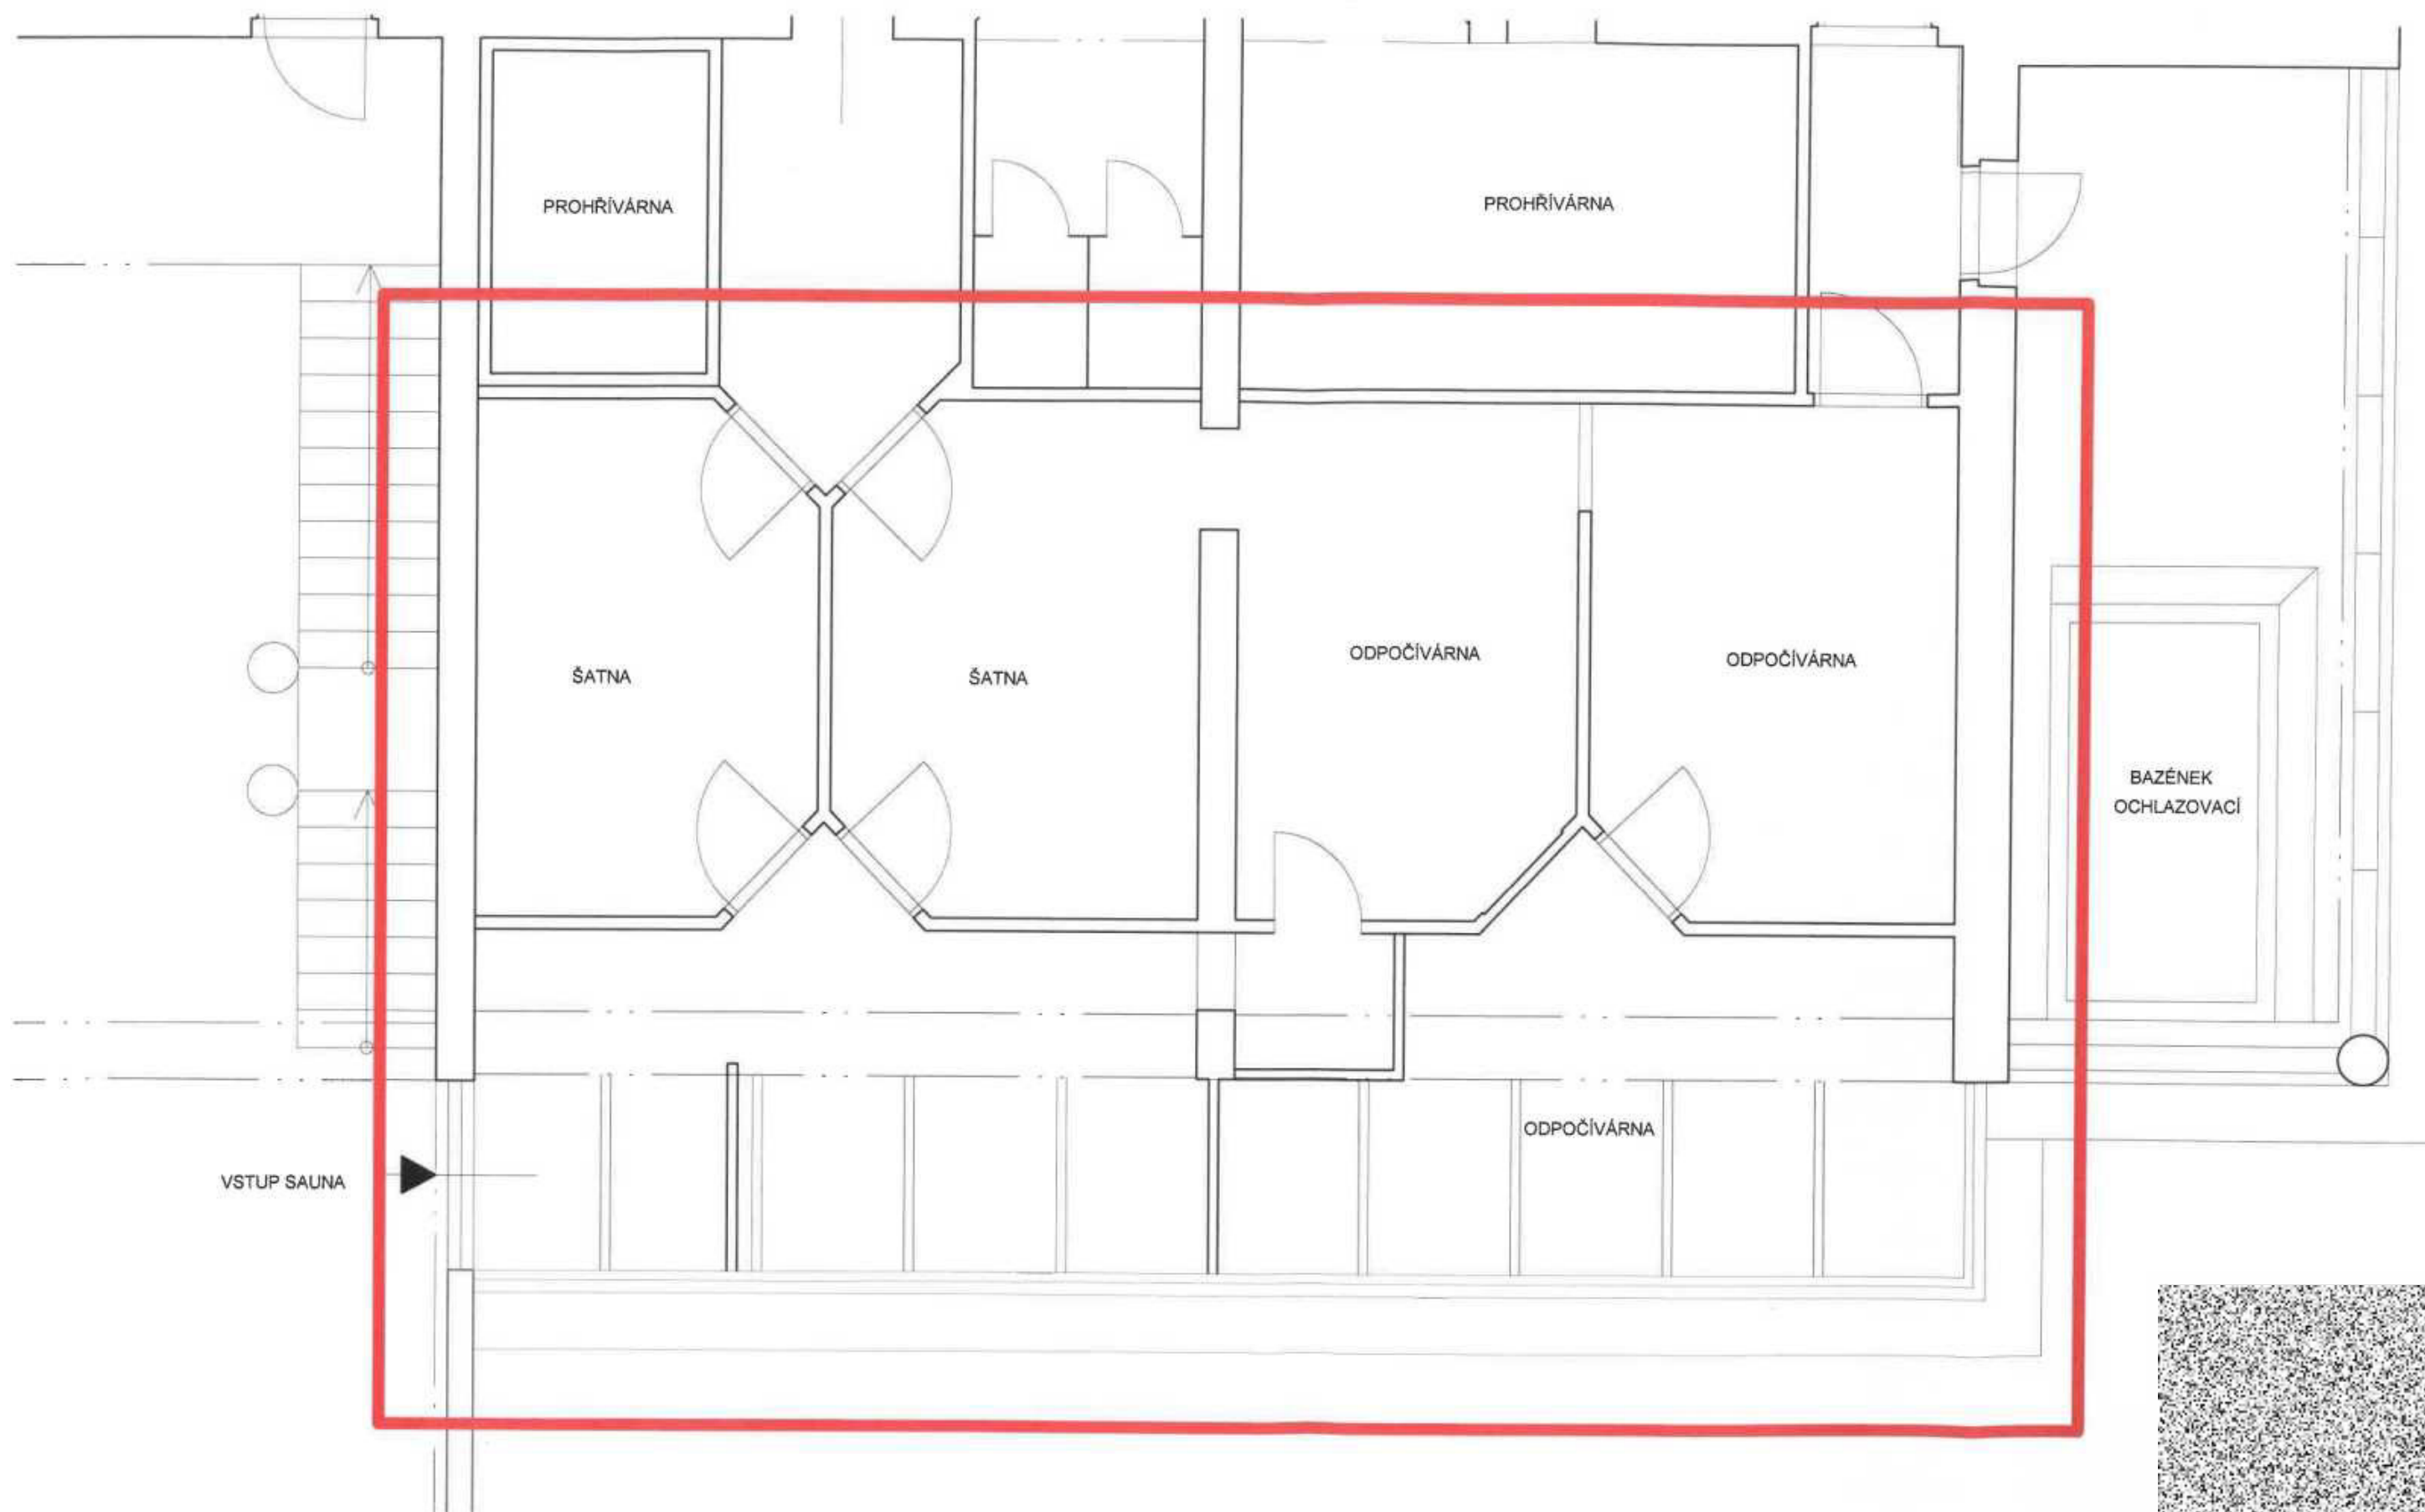 PROHŘÍVÁRNA
PROHŘÍVÁRNA
ŠATNA
ŠATNA
ODPOČÍVÁRNA
ODPOČÍVÁRNA
BAZÉNEK
OCHLAZOVACÍ
ODPOČÍVÁRNA
VSTUP SAUNA